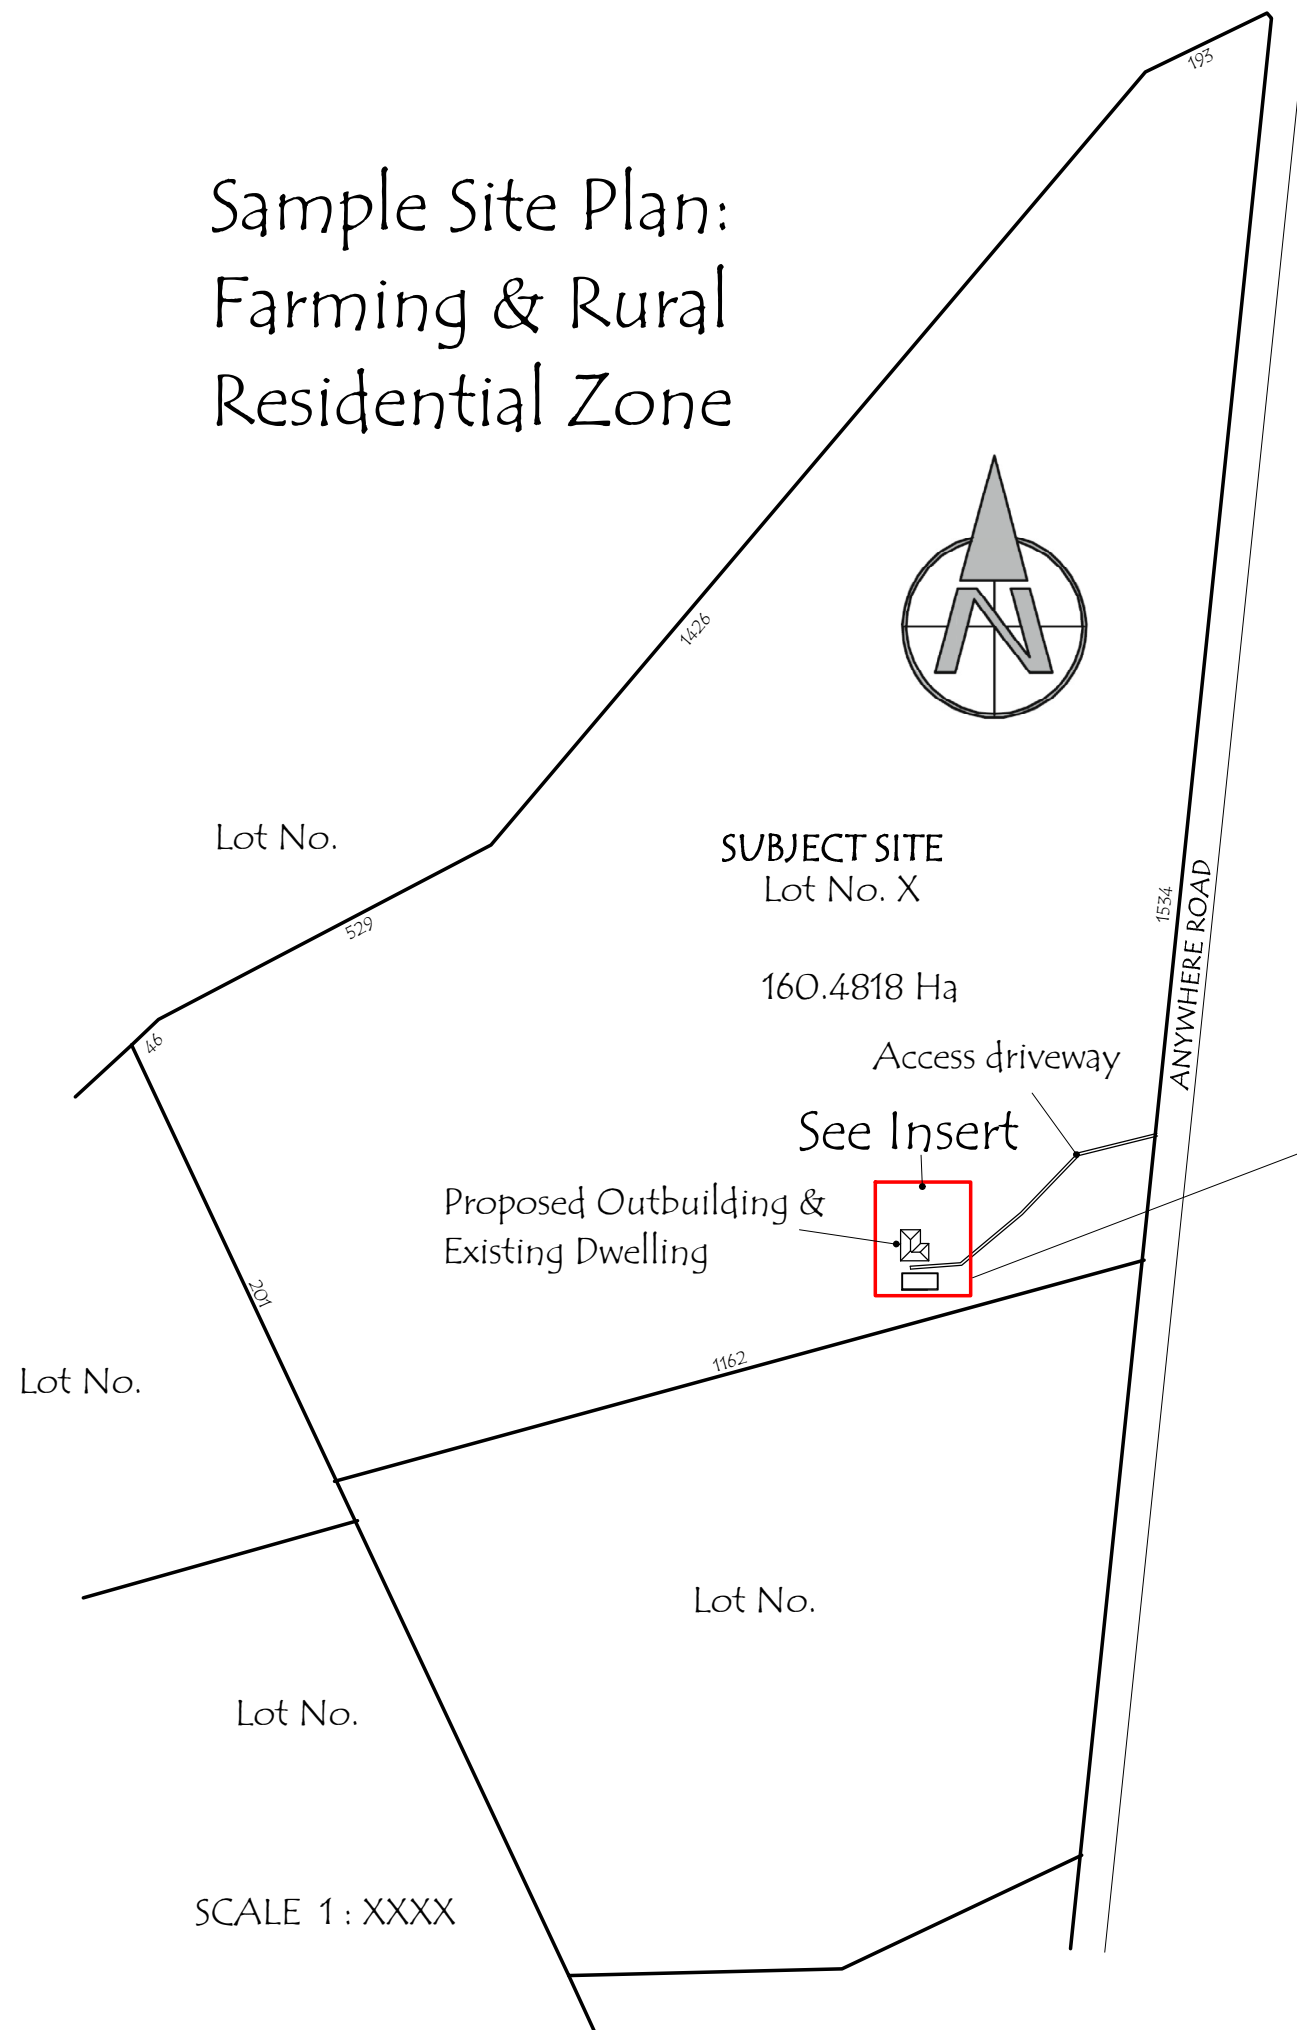 193
Sample Site Plan:
Farming & Rural
Residential Zone
N
1426
Lot No.
SUBJECT SITE
Lot No. X
1534
ANYWHERE ROAD
529
160.4818 Ha
46
Access driveway
See Insert
Proposed Outbuilding &
Existing Dwelling
201
1162
Lot No.
Lot No.
Lot No.
SCALE 1 : XXXX